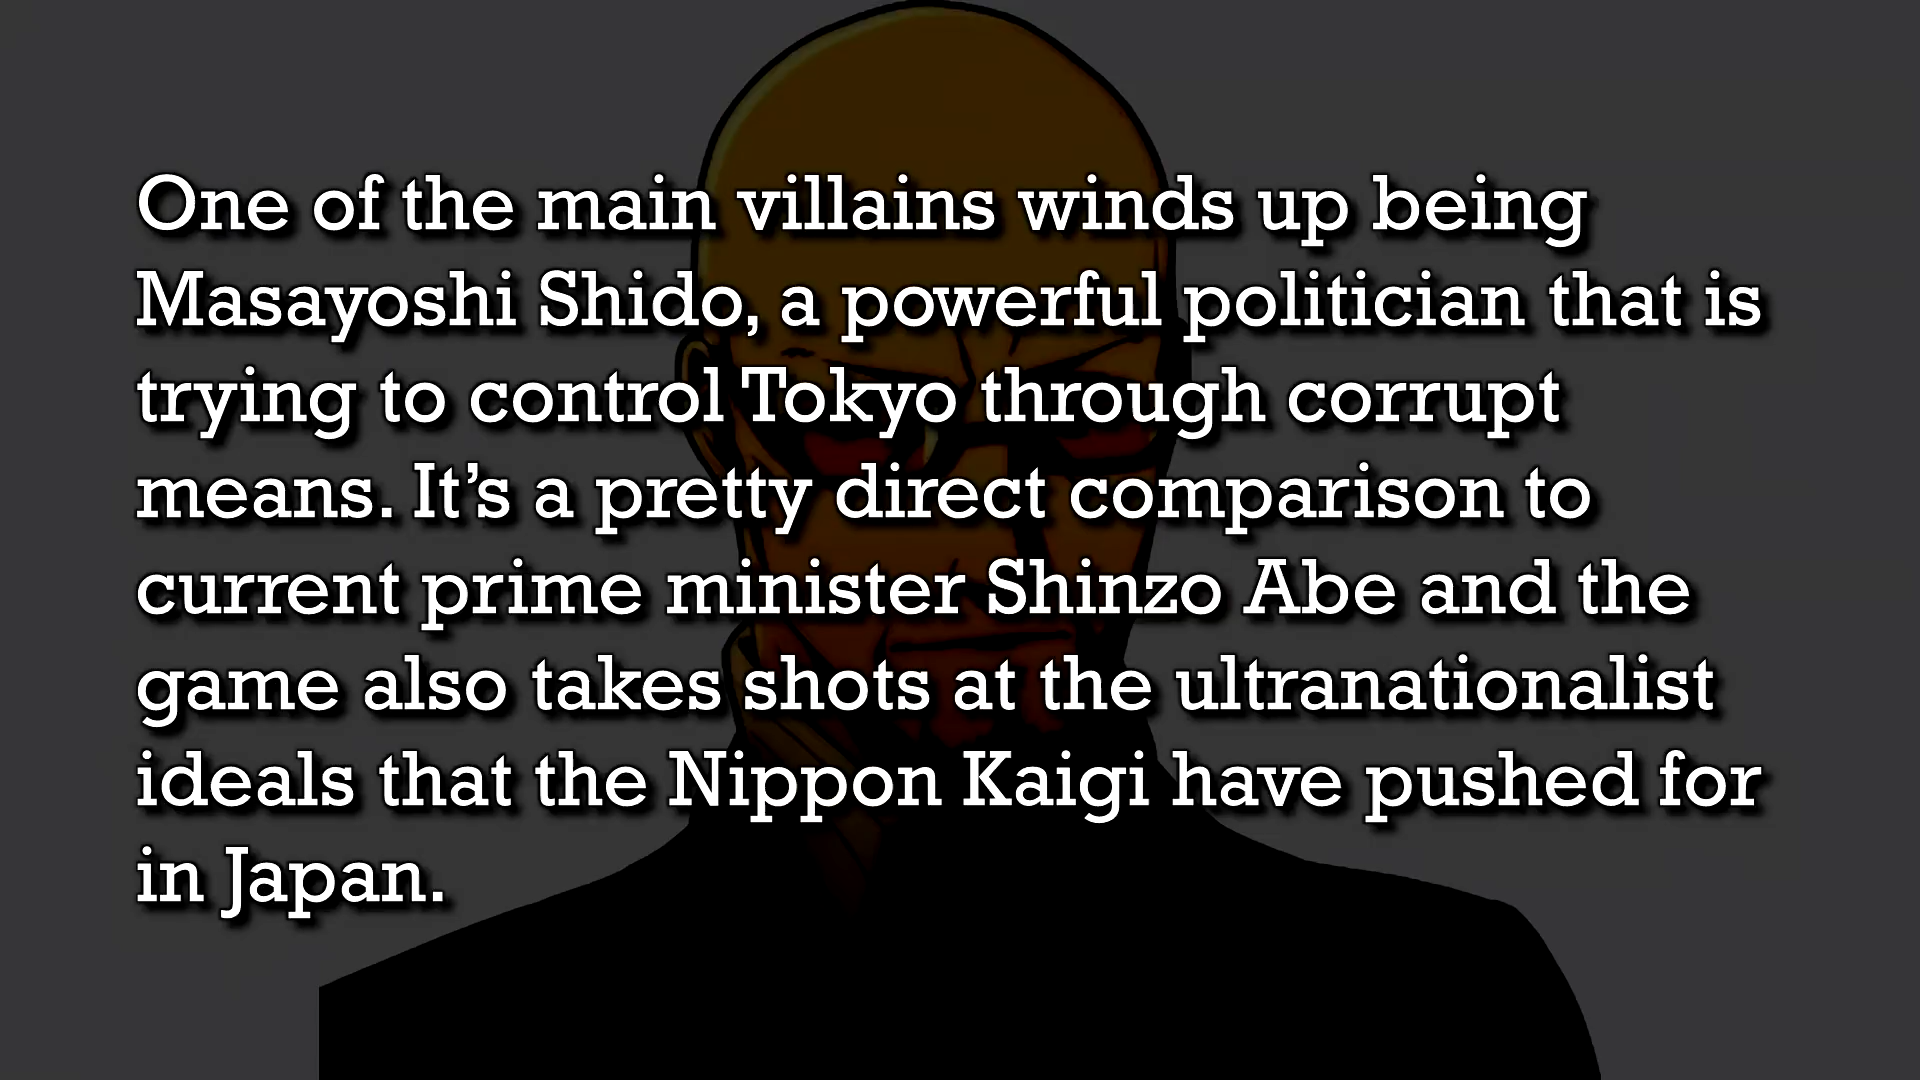 One of the main villains winds up being
Masayoshi Shido, a powerful politician that is
trying to control Tokyo through corrupt
means. It’s a pretty direct comparison to
current prime minister Shinzo Abe and the
game also takes shots at the ultranationalist
ideals that the Nippon Kaigi have pushed for
in Japan.